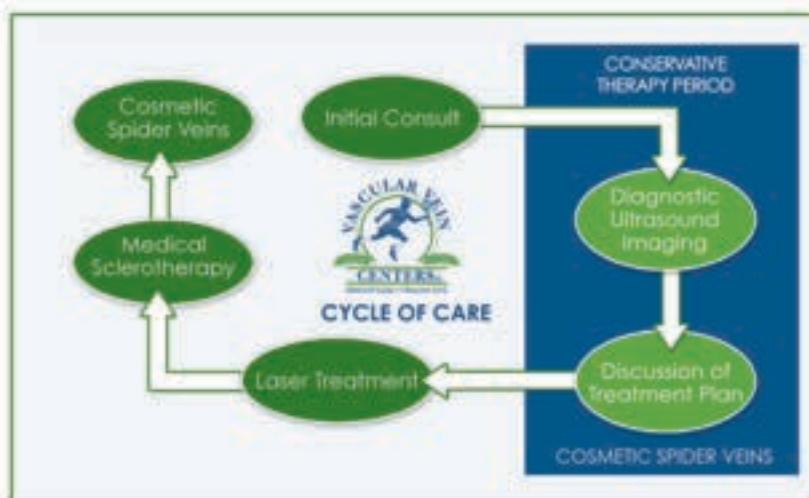 CONSERVATIVE
THERAPY PERIOD
Initial Consult
Cosmetic
Spider Veins
Diagnostic
Ultrasound
Imaging
VASCULAR VEIN
CENTERS
CYCLE OF CARE
Medical
Sclerotherapy
Laser Treatment
Discussion of
Treatment Plan
COSMETIC SPIDER VEINS